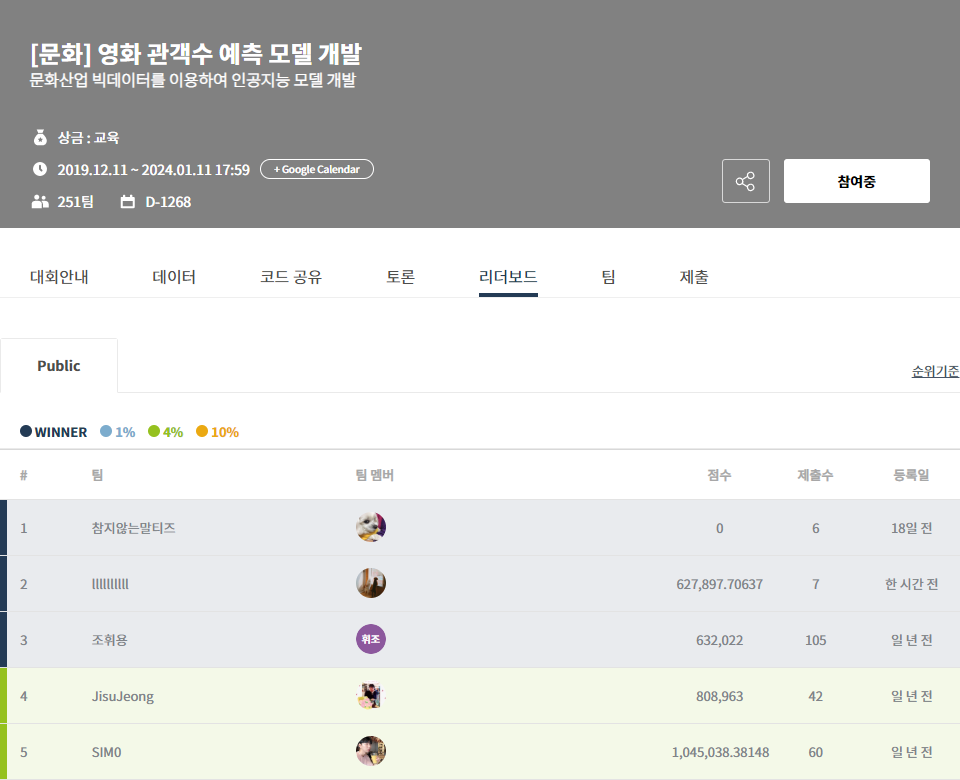 [문화] 영화 관객수 예측 모델 개발
문화산업 빅데이터를 이용하여 인공지능 모델 개발
상금 : 교육
2019.12.11 ~ 2024.01.11 17:59 + Google Calendar
251팀 D-1268
참여중
대회안내 데이터 코드 공유 토론 리더보드 팀 제출
Public
순위기준
WINNER 1% 4% 10%
# 팀 팀 멤버 점수 제출수 등록일
1 참지않는말티즈 0 6 18일 전
2 llllllllll 627,897.70637 7 한 시간 전
3 조휘용 휘조 632,022 105 일 년 전
4 JisuJeong 808,963 42 일 년 전
5 SIM0 1,045,038.38148 60 일 년 전